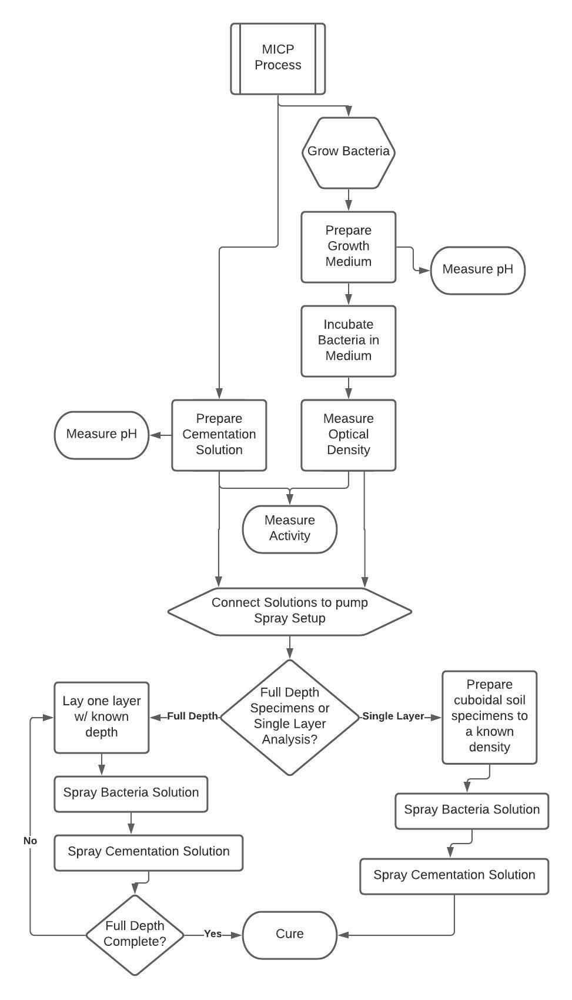 MICP
Process
Grow Bacteria
Prepare
Growth
Medium
Measure pH
Incubate
Bacteria in
Medium
Measure pH
Prepare
Cementation
Solution
Measure
Optical
Density
Measure
Activity
Connect Solutions to pump
Spray Setup
Full Depth
Specimens or
Single Layer
Analysis?
Full Depth
Single Layer
Lay one layer
w/ known
depth
Prepare
cuboidal soil
specimens to
a known
density
Spray Bacteria Solution
Spray Bacteria Solution
No
Spray Cementation Solution
Spray Cementation Solution
Full Depth
Complete?
Yes
Cure